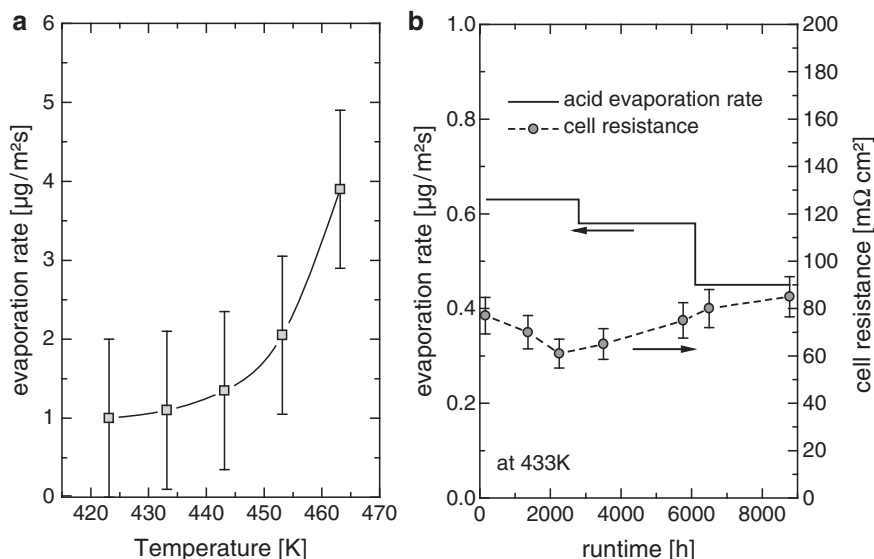 a
6
5
4
3
2
1
0
evaporation rate [µg/m²s]
420 430 440 450 460 470
Temperature [K]
b
1.0
0.8
0.6
0.4
0.2
0.0
evaporation rate [µg/m²s]
acid evaporation rate
cell resistance
at 433K
200
180
160
140
120
100
80
60
40
20
0
cell resistance [mΩ cm²]
0 2000 4000 6000 8000
runtime [h]